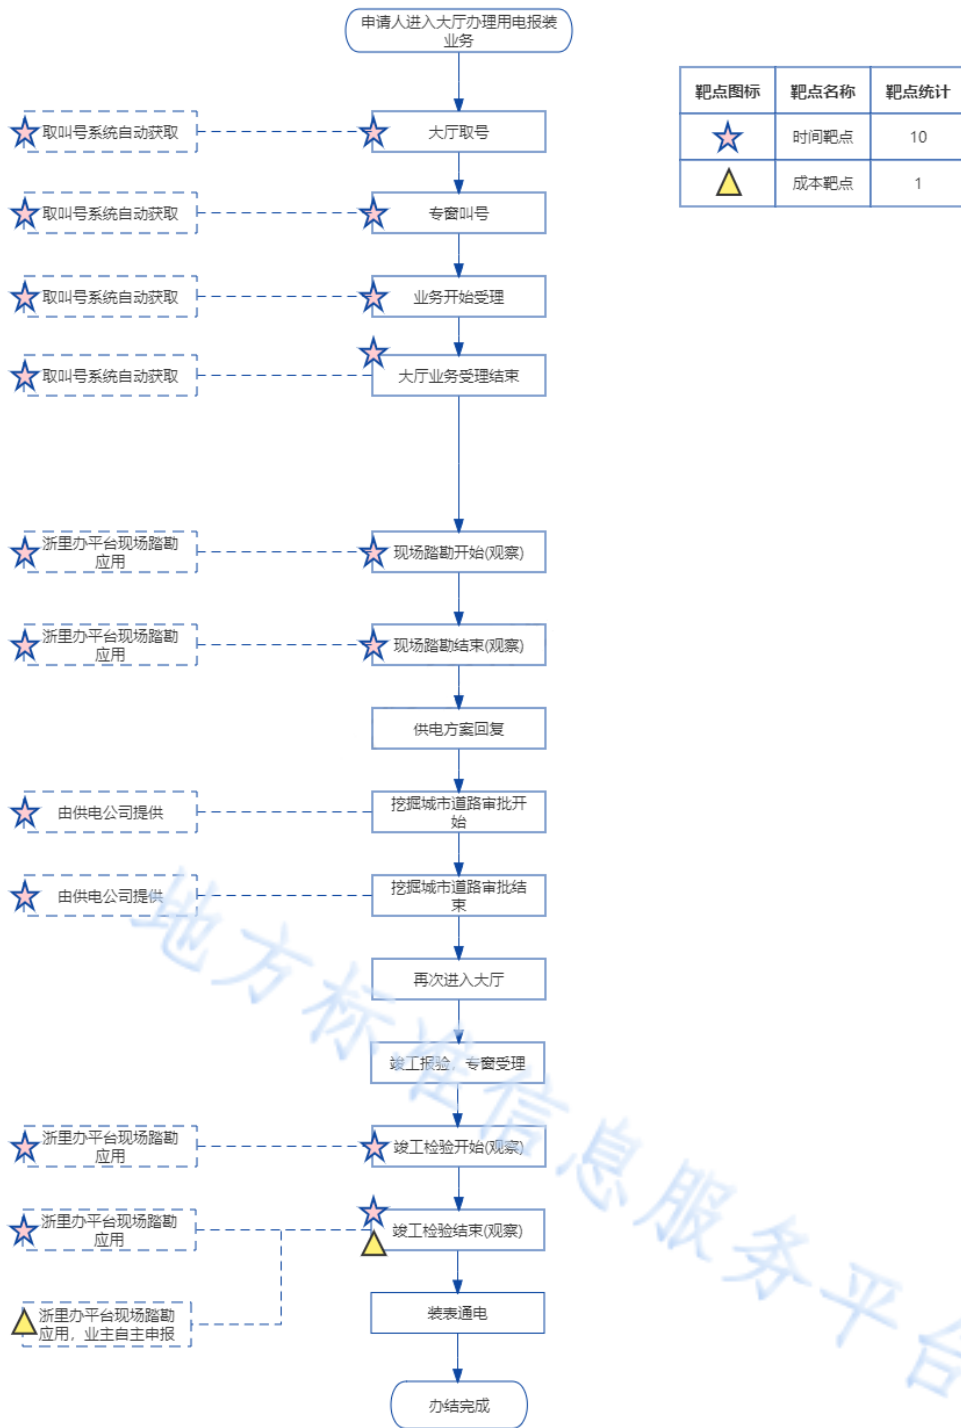 申请人进入大厅办理用电报装
业务
靶点图标 靶点名称 靶点统计
时间靶点 10
成本靶点 1
取叫号系统自动获取
大厅取号
取叫号系统自动获取
专窗叫号
取叫号系统自动获取
业务开始受理
取叫号系统自动获取
大厅业务受理结束
浙里办平台现场踏勘
应用
现场踏勘开始(观察)
浙里办平台现场踏勘
应用
现场踏勘结束(观察)
供电方案回复
由供电公司提供
挖掘城市道路审批开
始
由供电公司提供
挖掘城市道路审批结
束
再次进入大厅
竣工报验，专窗受理
浙里办平台现场踏勘
应用
竣工检验开始(观察)
浙里办平台现场踏勘
应用
竣工检验结束(观察)
浙里办平台现场踏勘
应用，业主自主申报
装表通电
办结完成
地方标准信息服务平台